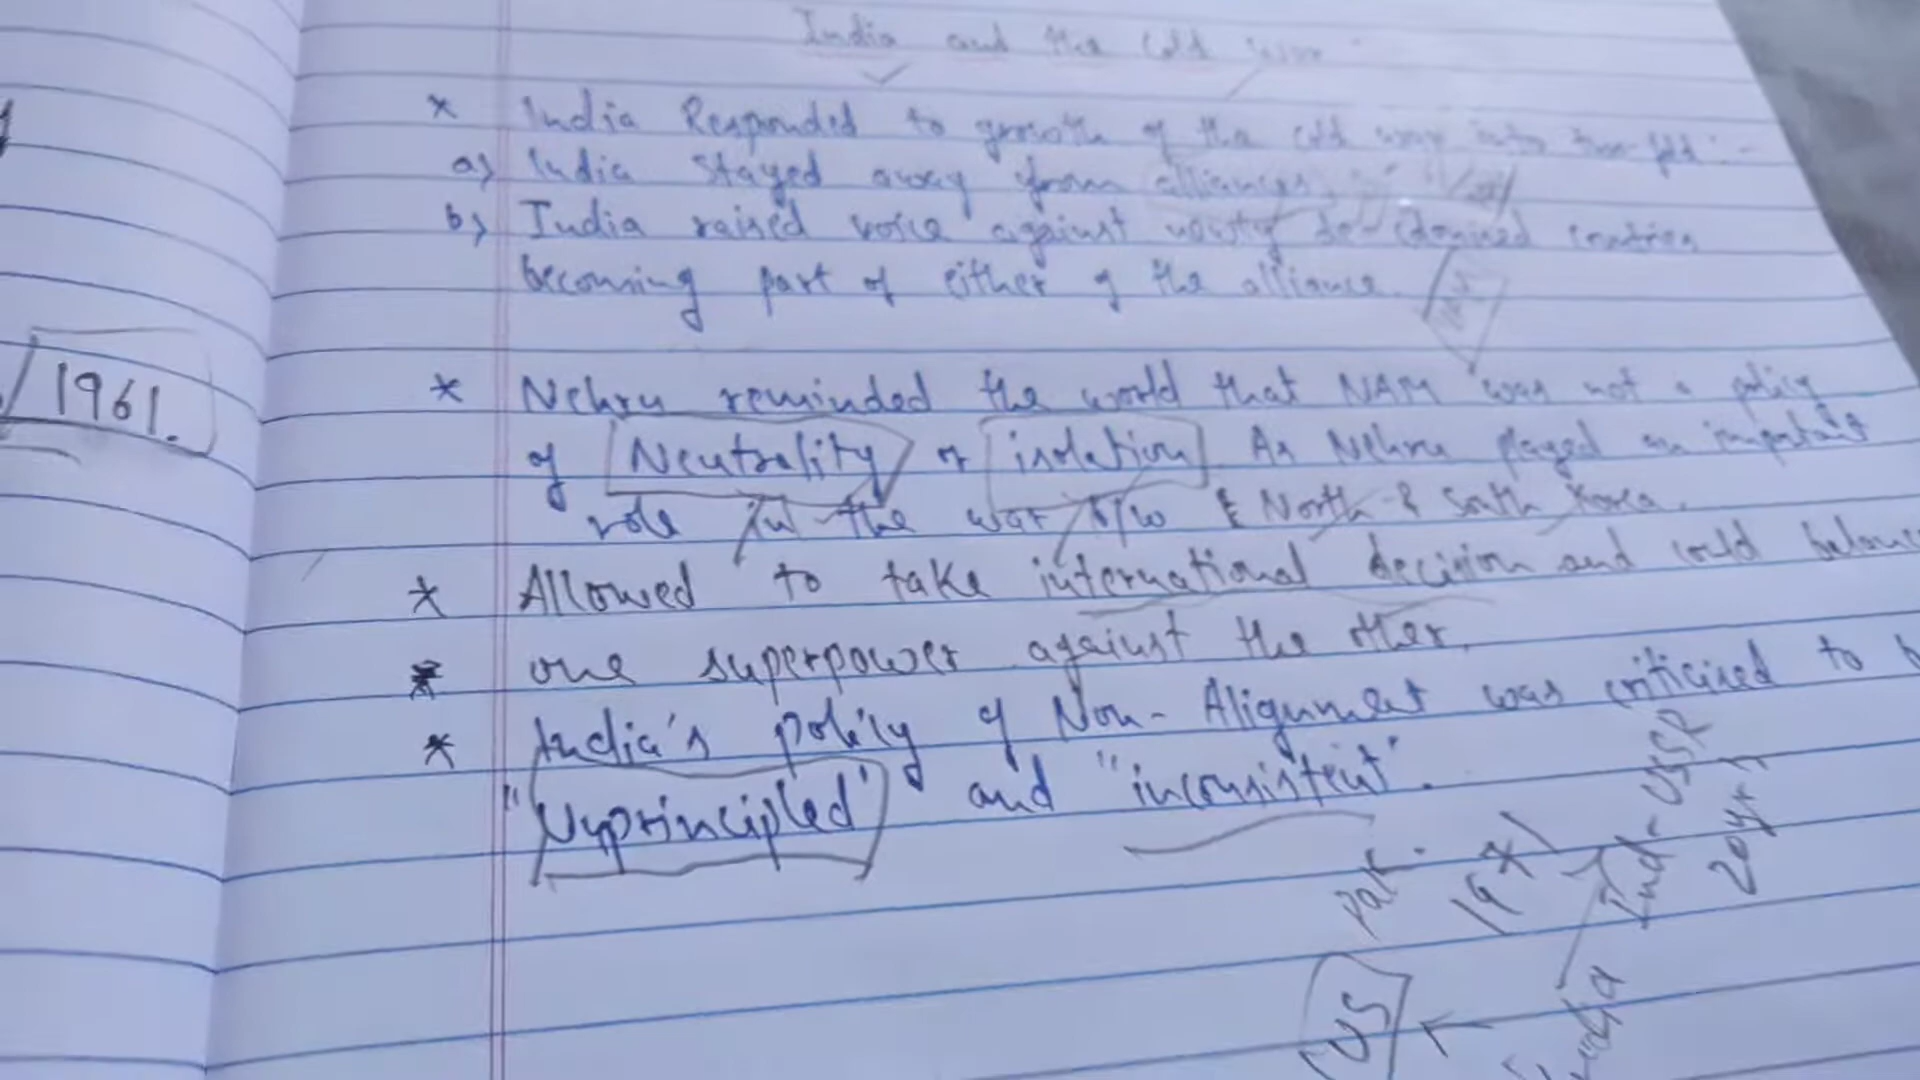 India and the cold war
* India Responded to growth of the cold war into two fold :-
a) India stayed away from alliances.
b) India raised voice against newly de-colonised countries
becoming part of either of the alliance.
1961.
* Nehru reminded the world that NAM was not a policy
of Neutrality or isolation As Nehru played an important
role in the war b/w & North & South Korea.
* Allowed to take international decision and could balance
one superpower against the other.
* India's policy of Non-Alignment was criticised to b
"Unprincipled" and "inconsistent".
Pak.
Ind-USSR
20yr
US